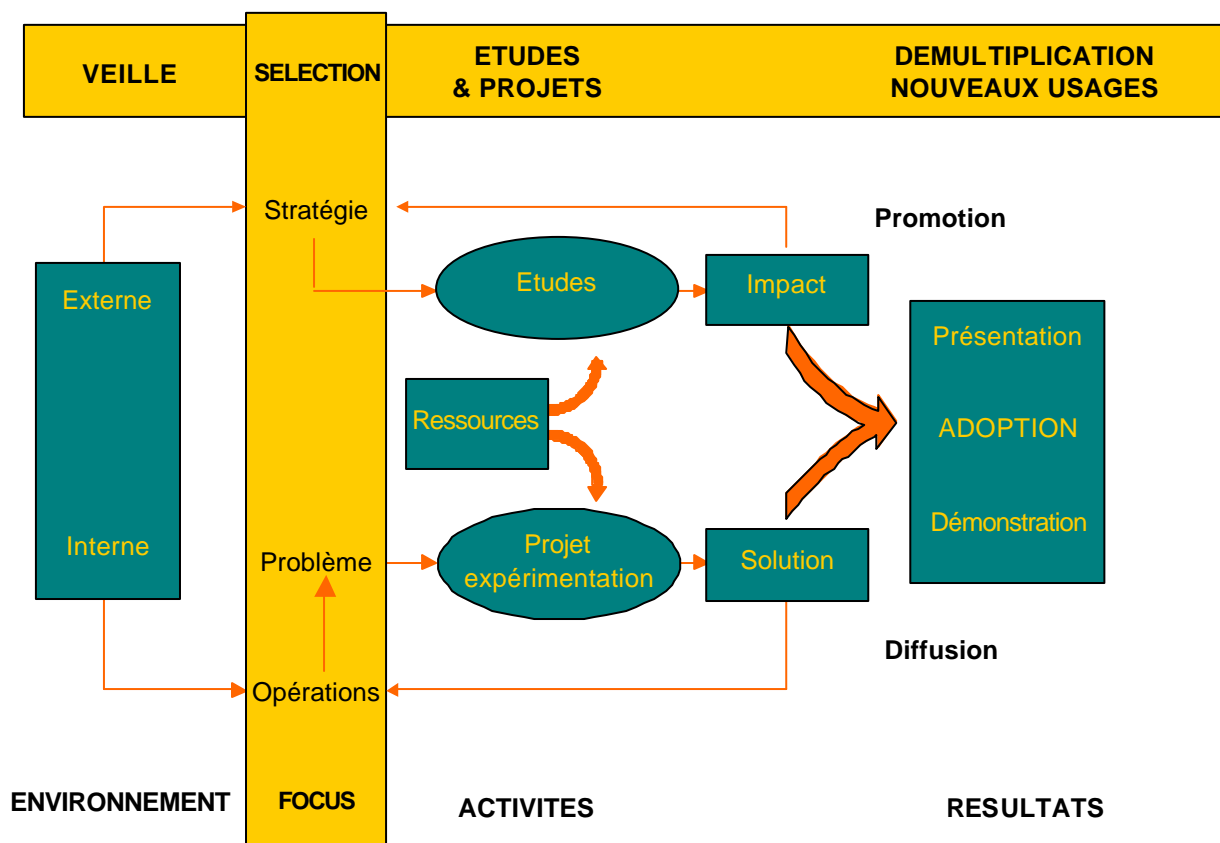 VEILLE
SELECTION
ETUDES
& PROJETS
DEMULTIPLICATION
NOUVEAUX USAGES
Stratégie
Promotion
Externe
Etudes
Impact
Présentation
Ressources
ADOPTION
Interne
Problème
Projet
expérimentation
Solution
Démonstration
Diffusion
Opérations
ENVIRONNEMENT
FOCUS
ACTIVITES
RESULTATS